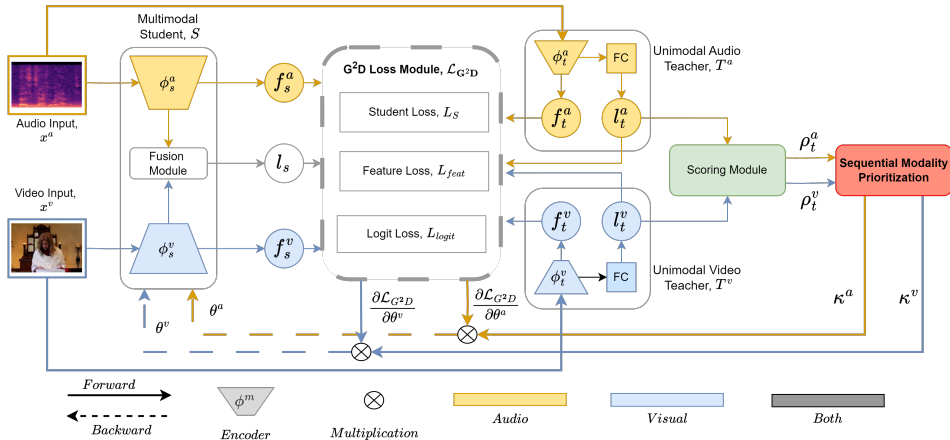 Multimodal
Student, S
Audio Input,
x^a
Video Input,
x^v
ϕ_s^a
Fusion
Module
ϕ_s^v
f_s^a
l_s
f_s^v
G²D Loss Module, 𝓛_G²D
Student Loss, L_S
Feature Loss, L_feat
Logit Loss, L_logit
ϕ_t^a
FC
f_t^a
l_t^a
Unimodal Audio
Teacher, T^a
f_t^v
l_t^v
ϕ_t^v
FC
Unimodal Video
Teacher, T^v
Scoring Module
ρ_t^a
ρ_t^v
Sequential Modality
Prioritization
κ^a
κ^v
∂𝓛_G²D
∂θ^v
∂𝓛_G²D
∂θ^a
θ^v
θ^a
Forward
Backward
ϕ^m
Encoder
Multiplication
Audio
Visual
Both